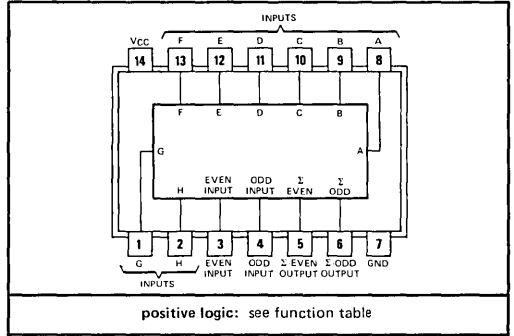 INPUTS
VCC F E D C B A
14 13 12 11 10 9 8
F E D C B
G A
EVEN ODD Σ Σ
H INPUT INPUT EVEN ODD
1 2 3 4 5 6 7
G H EVEN ODD Σ-EVEN Σ-ODD GND
INPUT INPUT OUTPUT OUTPUT
INPUTS
positive logic: see function table